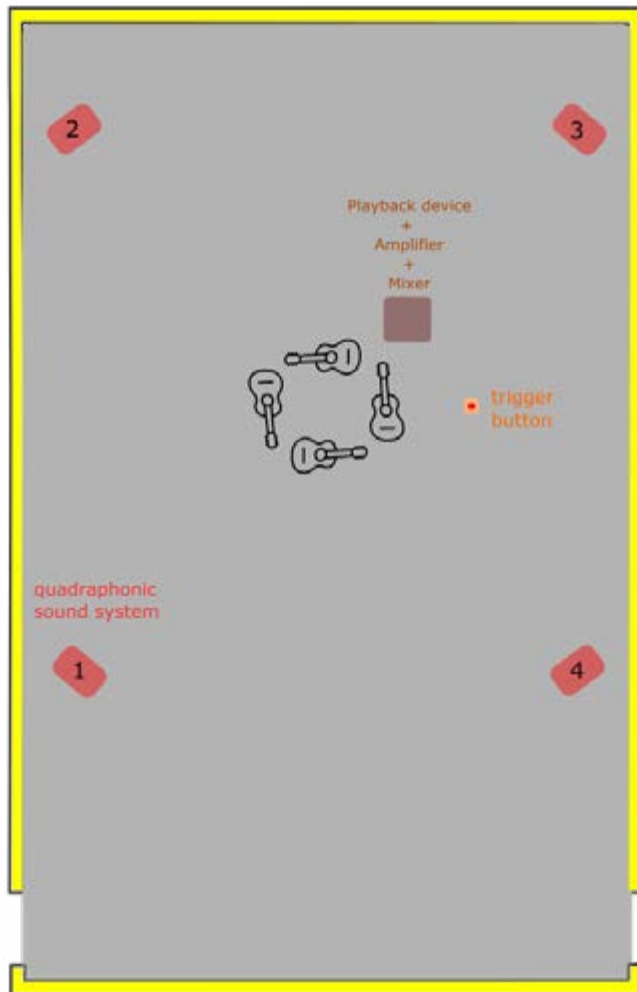 2
3
Playback device
+
Amplifier
+
Mixer
trigger
button
quadraphonic
sound system
1
4